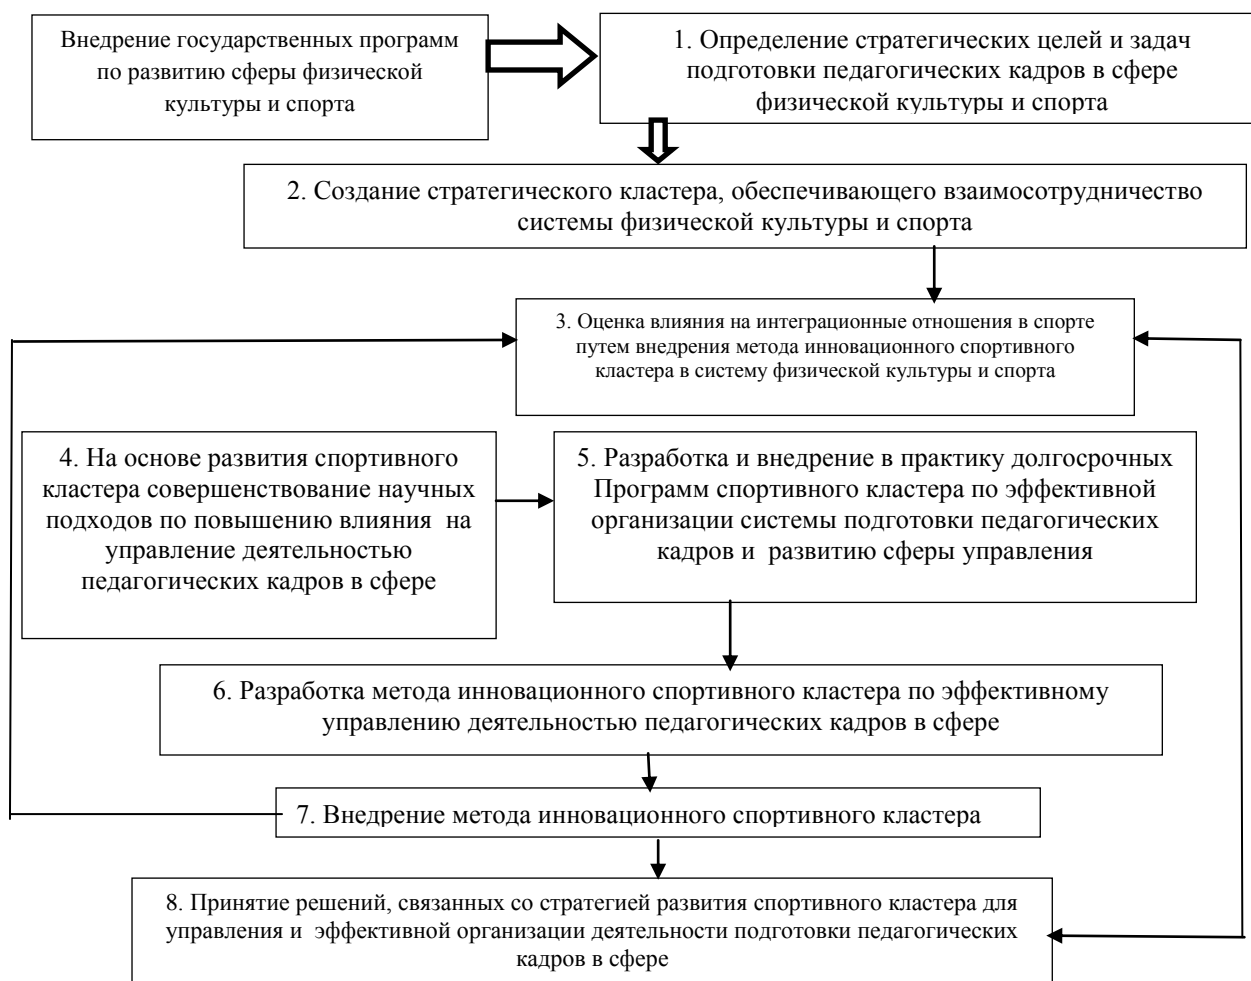 Внедрение государственных программ
по развитию сферы физической
культуры и спорта
1. Определение стратегических целей и задач
подготовки педагогических кадров в сфере
физической культуры и спорта
2. Создание стратегического кластера, обеспечивающего взаимосотрудничество
системы физической культуры и спорта
3. Оценка влияния на интеграционные отношения в спорте
путем внедрения метода инновационного спортивного
кластера в систему физической культуры и спорта
4. На основе развития спортивного
кластера совершенствование научных
подходов по повышению влияния на
управление деятельностью
педагогических кадров в сфере
5. Разработка и внедрение в практику долгосрочных
Программ спортивного кластера по эффективной
организации системы подготовки педагогических
кадров и развитию сферы управления
6. Разработка метода инновационного спортивного кластера по эффективному
управлению деятельностью педагогических кадров в сфере
7. Внедрение метода инновационного спортивного кластера
8. Принятие решений, связанных со стратегией развития спортивного кластера для
управления и эффективной организации деятельности подготовки педагогических
кадров в сфере